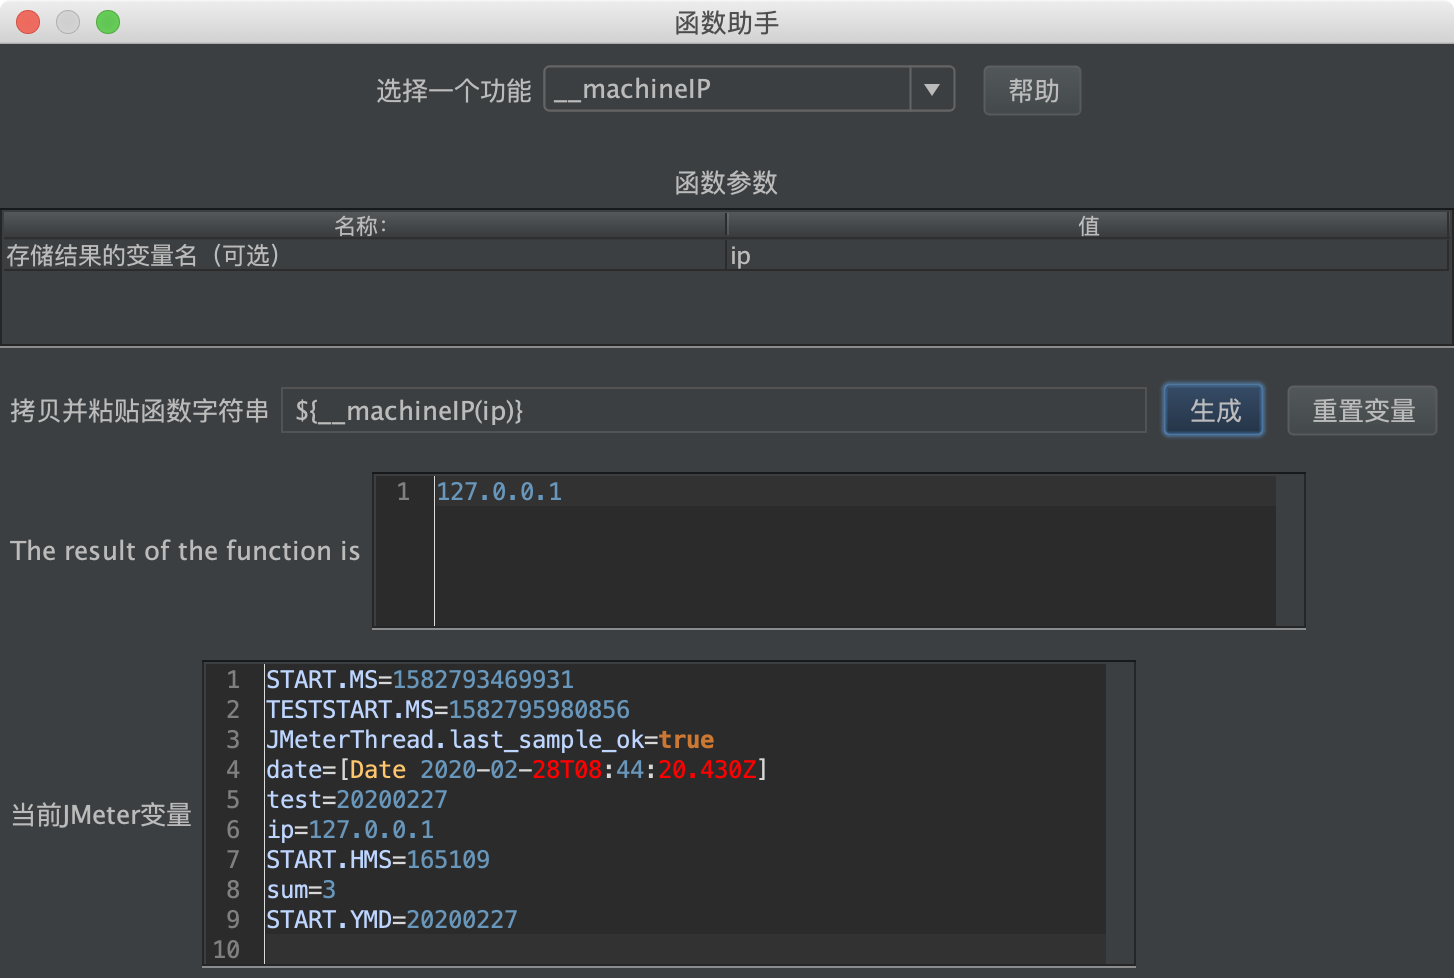 函数助手
选择一个功能 __machineIP 帮助
函数参数
名称: 值
存储结果的变量名（可选） ip
拷贝并粘贴函数字符串 ${__machineIP(ip)} 生成 重置变量
1 127.0.0.1
The result of the function is
1 START.MS=1582793469931
2 TESTSTART.MS=1582795980856
3 JMeterThread.last_sample_ok=true
4 date=[Date 2020-02-28T08:44:20.430Z]
5 test=20200227
当前JMeter变量
6 ip=127.0.0.1
7 START.HMS=165109
8 sum=3
9 START.YMD=20200227
10